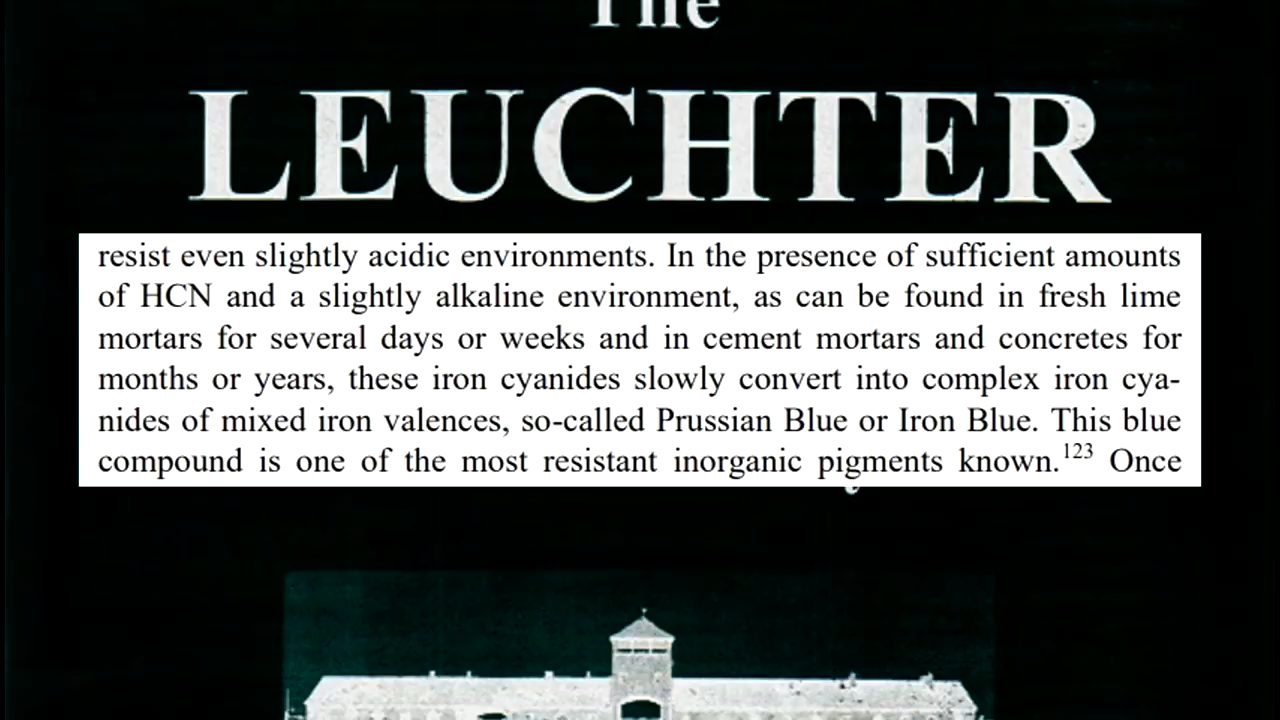 The
LEUCHTER
resist even slightly acidic environments. In the presence of sufficient amounts
of HCN and a slightly alkaline environment, as can be found in fresh lime
mortars for several days or weeks and in cement mortars and concretes for
months or years, these iron cyanides slowly convert into complex iron cya-
nides of mixed iron valences, so-called Prussian Blue or Iron Blue. This blue
compound is one of the most resistant inorganic pigments known.123 Once